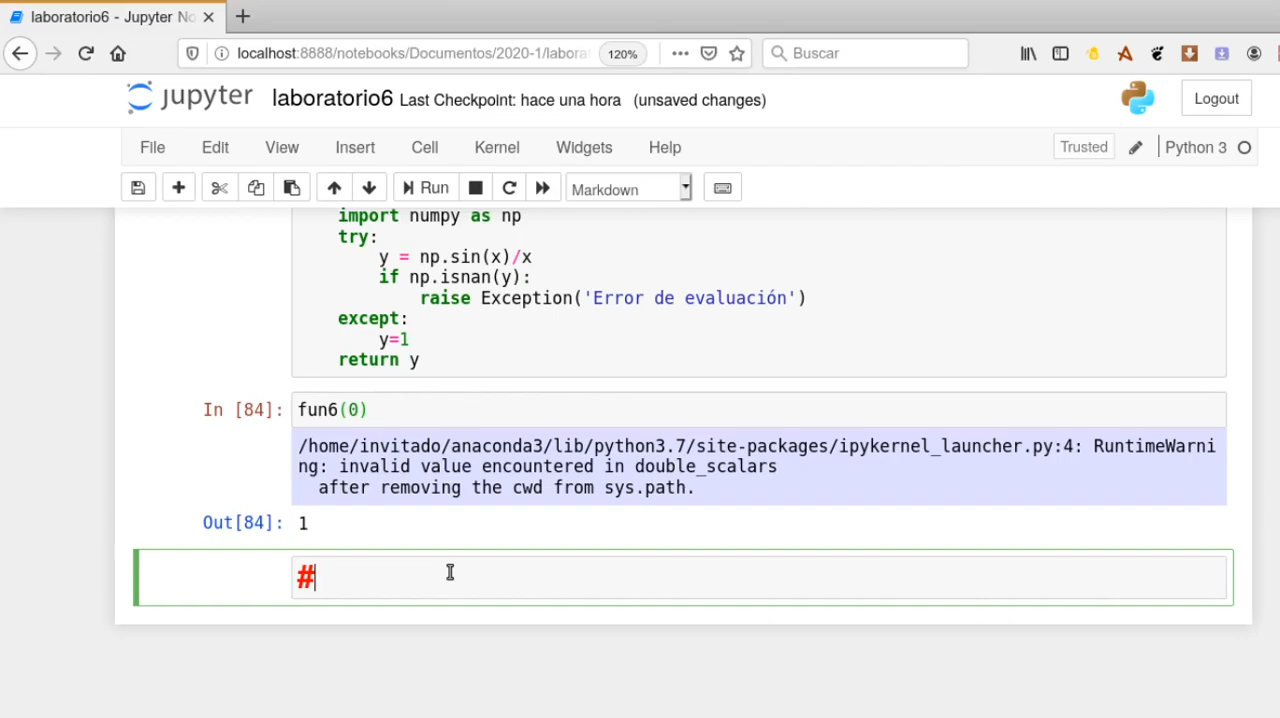 laboratorio6 - Jupyter No
localhost:8888/notebooks/Documentos/2020-1/labora
120%
Buscar
jupyter
laboratorio6 Last Checkpoint: hace una hora (unsaved changes)
Logout
File Edit View Insert Cell Kernel Widgets Help
Trusted
Python 3
Run
Markdown
import numpy as np
try:
y = np.sin(x)/x
if np.isnan(y):
raise Exception('Error de evaluación')
except:
y=1
return y
In [84]: fun6(0)
/home/invitado/anaconda3/lib/python3.7/site-packages/ipykernel_launcher.py:4: RuntimeWarni
ng: invalid value encountered in double_scalars
after removing the cwd from sys.path.
Out[84]: 1
#